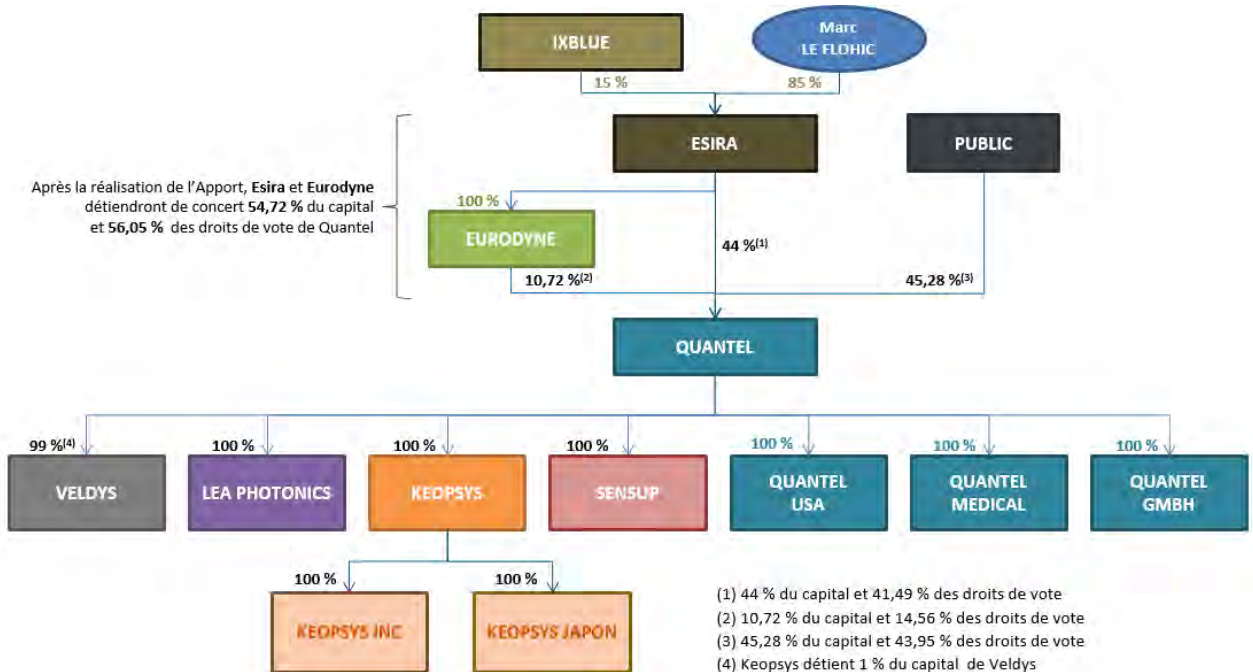 IXBLUE
Marc
LE FLOHIC
15 %
85 %
ESIRA
PUBLIC
Après la réalisation de l'Apport, Esira et Eurodyne
détiendront de concert 54,72 % du capital
et 56,05 % des droits de vote de Quantel
100 %
EURODYNE
44 %(1)
10,72 %(2)
45,28 %(3)
QUANTEL
99 %(4)
100 %
100 %
100 %
100 %
100 %
100 %
VELDYS
LEA PHOTONICS
KEOPSYS
SENSUP
QUANTEL
USA
QUANTEL
MEDICAL
QUANTEL
GMBH
100 %
100 %
KEOPSYS INC
KEOPSYS JAPON
(1) 44 % du capital et 41,49 % des droits de vote
(2) 10,72 % du capital et 14,56 % des droits de vote
(3) 45,28 % du capital et 43,95 % des droits de vote
(4) Keopsys détient 1 % du capital de Veldys